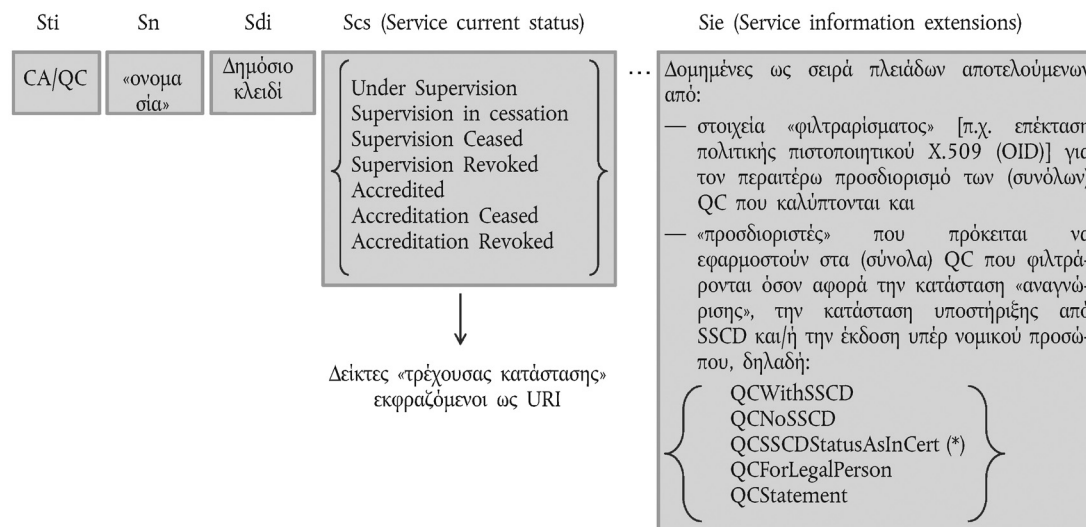 Sti
Sn
Sdi
Scs (Service current status)
Sie (Service information extensions)
CA/QC
«ονομα
σία»
Δημόσιο
κλειδί
Under Supervision
Supervision in cessation
Supervision Ceased
Supervision Revoked
Accredited
Accreditation Ceased
Accreditation Revoked
Δείκτες «τρέχουσας κατάστασης»
εκφραζόμενοι ως URI
...
Δομημένες ως σειρά πλειάδων αποτελούμενων
από:
— στοιχεία «φιλτραρίσματος» [π.χ. επέκταση
πολιτικής πιστοποιητικού X.509 (OID)] για
τον περαιτέρω προσδιορισμό των (συνόλων)
QC που καλύπτονται και
— «προσδιοριστές» που πρόκειται να
εφαρμοστούν στα (σύνολα) QC που φιλτρά-
ρονται όσον αφορά την κατάσταση «αναγνώ-
ρισης», την κατάσταση υποστήριξης από
SSCD και/ή την έκδοση υπέρ νομικού προσώ-
που, δηλαδή:
QCWithSSCD
QCNoSSCD
QCSSCDStatusAsInCert (*)
QCForLegalPerson
QCStatement